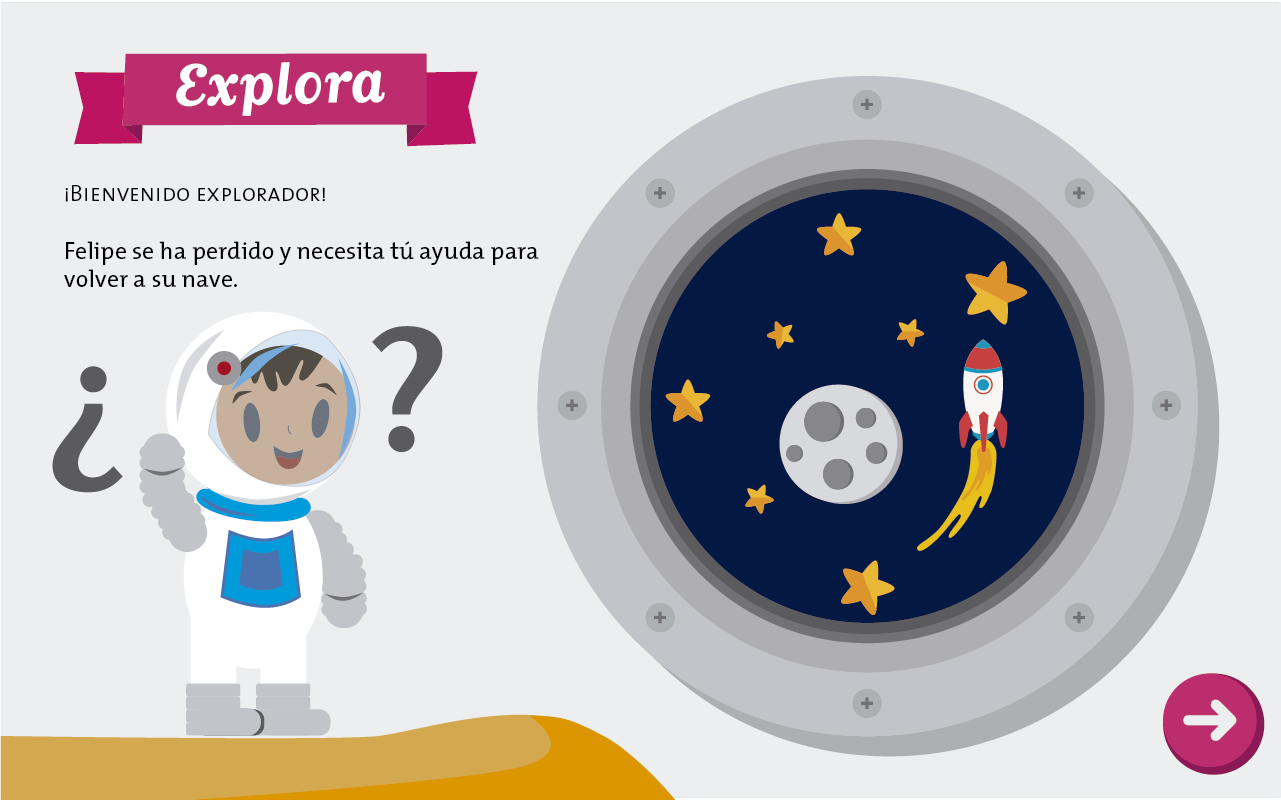 Explora
¡BIENVENIDO EXPLORADOR!
Felipe se ha perdido y necesita tú ayuda para
volver a su nave.
¿ ?